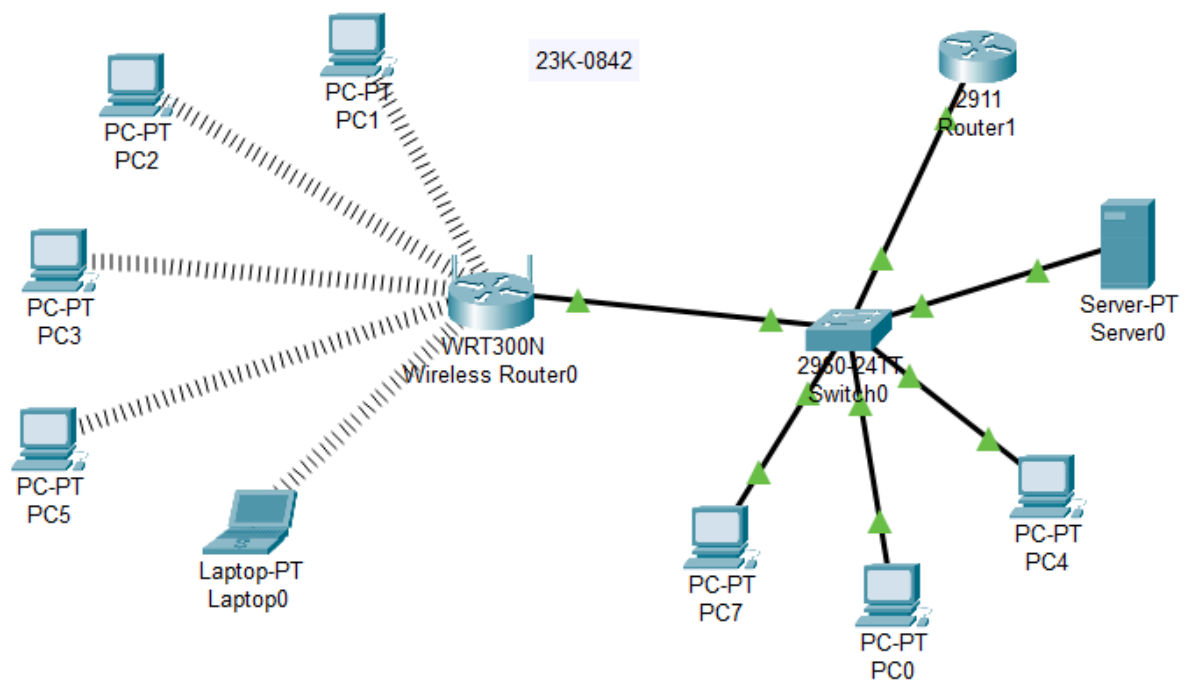 PC-PT
PC1
23K-0842
2911
Router1
PC-PT
PC2
PC-PT
PC3
Server-PT
Server0
WRT300N
Wireless Router0
2960-24TT
Switch0
PC-PT
PC5
Laptop-PT
Laptop0
PC-PT
PC7
PC-PT
PC0
PC-PT
PC4